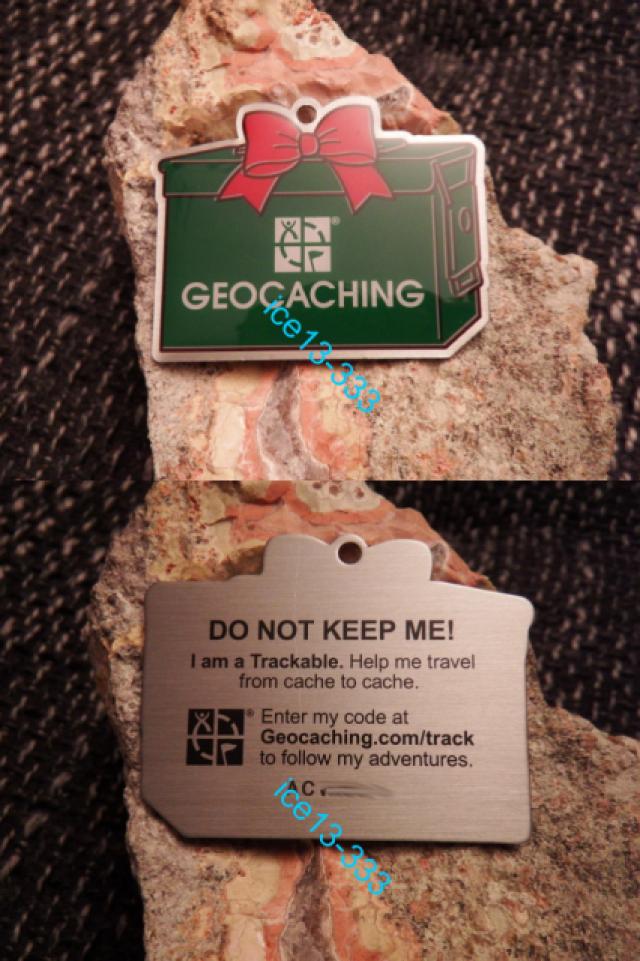 GEOCACHING
ice13-333
DO NOT KEEP ME!
I am a Trackable. Help me travel
from cache to cache.
Enter my code at
Geocaching.com/track
to follow my adventures.
AC
ice13-333